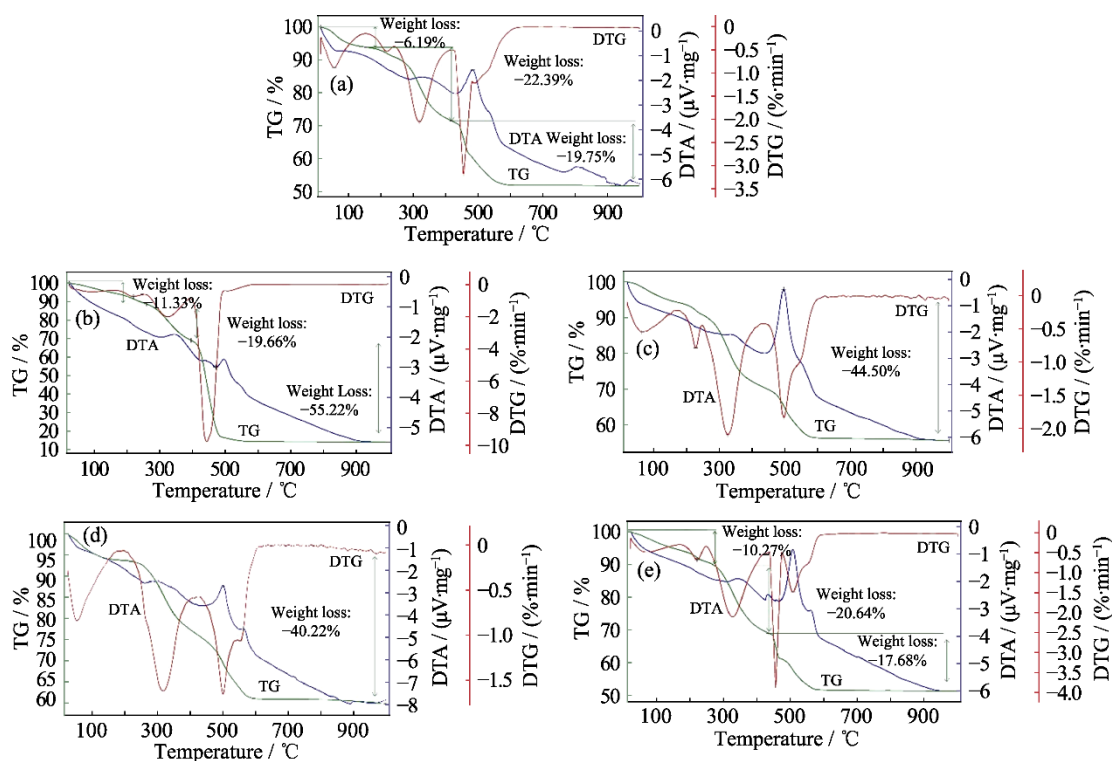 (a)
TG / %
100
90
80
70
60
50
Weight loss:
−6.19%
Weight loss:
−22.39%
DTA Weight loss:
−19.75%
TG
DTG
100 300 500 700 900
Temperature / ℃
0
−1
−2
−3
−4
−5
−6
DTA / (μV·mg⁻¹)
0
−0.5
−1.0
−1.5
−2.0
−2.5
−3.0
−3.5
DTG / (%·min⁻¹)
(b)
TG / %
100
90
80
70
60
50
40
30
20
10
Weight loss:
−11.33%
Weight loss:
−19.66%
Weight Loss:
−55.22%
DTA
TG
DTG
100 300 500 700 900
Temperature / ℃
0
−1
−2
−3
−4
−5
DTA / (μV·mg⁻¹)
0
−2
−4
−6
−8
−10
DTG / (%·min⁻¹)
(c)
TG / %
100
90
80
70
60
Weight loss:
−44.50%
DTA
TG
DTG
100 300 500 700 900
Temperature / ℃
0
−1
−2
−3
−4
−5
−6
DTA / (μV·mg⁻¹)
0
−0.5
−1.0
−1.5
−2.0
DTG / (%·min⁻¹)
(d)
TG / %
100
95
90
85
80
75
70
65
60
Weight loss:
−40.22%
DTA
TG
DTG
100 300 500 700 900
Temperature / ℃
0
−1
−2
−3
−4
−5
−6
−7
−8
DTA / (μV·mg⁻¹)
0
−0.5
−1.0
−1.5
DTG / (%·min⁻¹)
(e)
TG / %
100
90
80
70
60
50
Weight loss:
−10.27%
Weight loss:
−20.64%
Weight loss:
−17.68%
DTA
TG
DTG
100 300 500 700 900
Temperature / ℃
0
−1
−2
−3
−4
−5
−6
DTA / (μV·mg⁻¹)
0
−0.5
−1.0
−1.5
−2.0
−2.5
−3.0
−3.5
−4.0
DTG / (%·min⁻¹)